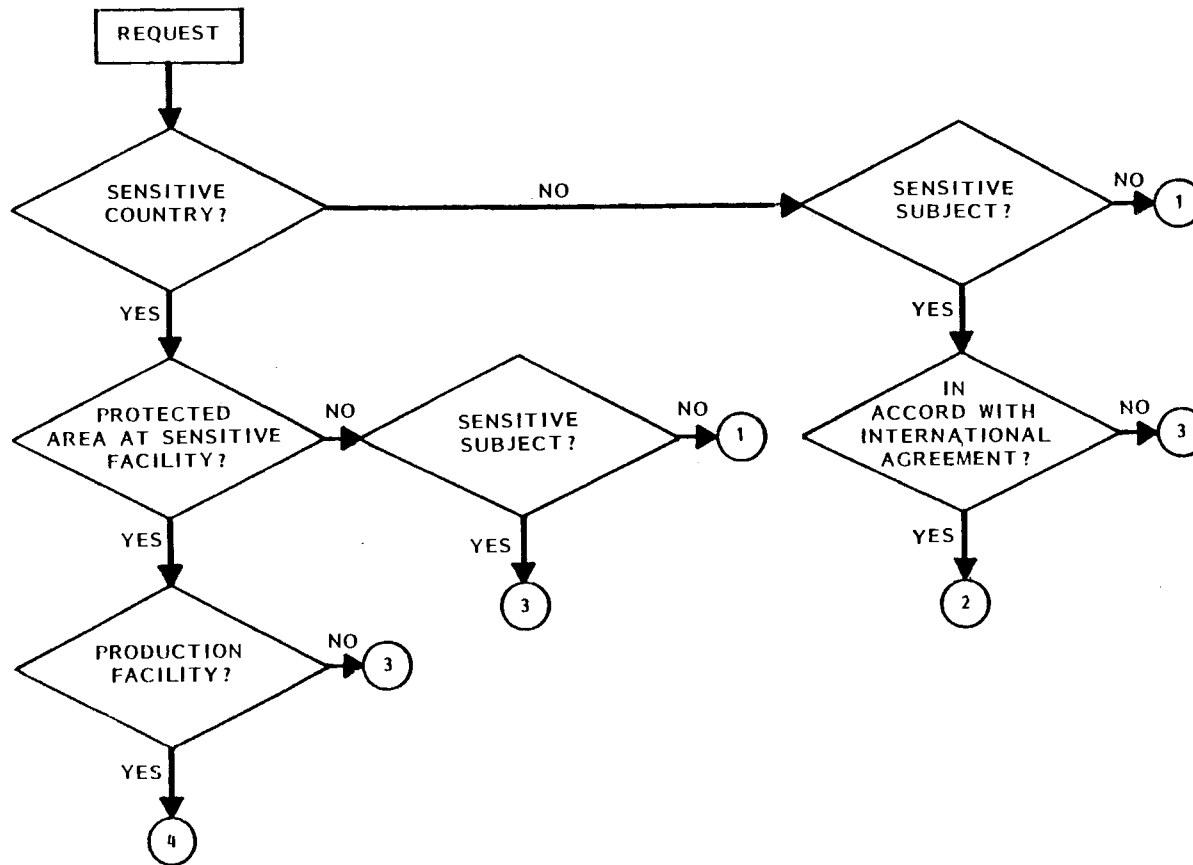 REQUEST
SENSITIVE
COUNTRY?
NO
SENSITIVE
SUBJECT?
NO
1
YES
YES
PROTECTED
AREA AT SENSITIVE
FACILITY?
NO
SENSITIVE
SUBJECT?
NO
1
IN
ACCORD WITH
INTERNATIONAL
AGREEMENT?
NO
3
YES
YES
3
YES
2
PRODUCTION
FACILITY?
NO
3
YES
4